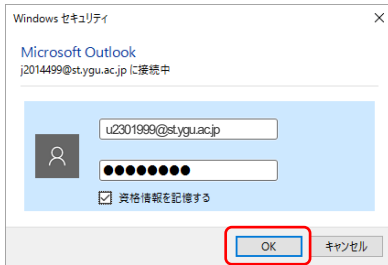 Windows セキュリティ
Microsoft Outlook
j2014499@st.ygu.ac.jp に接続中
u2301999@st.ygu.ac.jp
●●●●●●●●
資格情報を記憶する
OK キャンセル